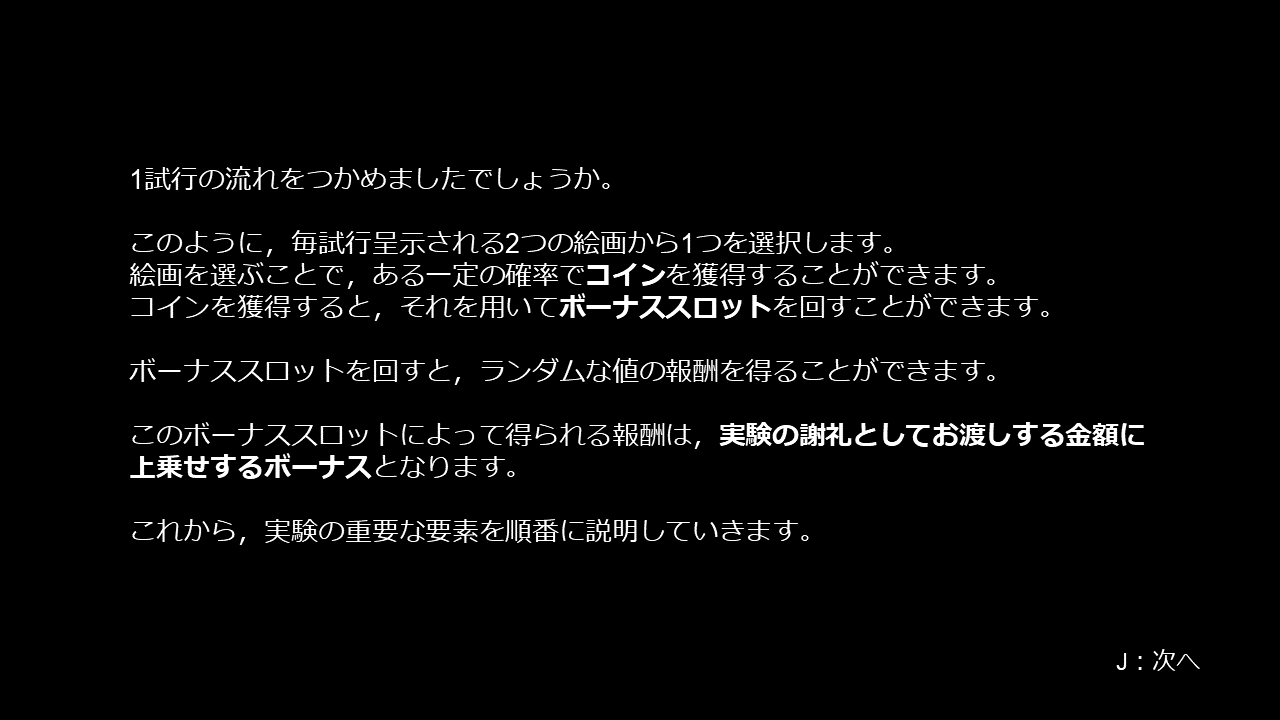 1試行の流れをつかめましたでしょうか。
このように，毎試行呈示される2つの絵画から1つを選択します。
絵画を選ぶことで，ある一定の確率でコインを獲得することができます。
コインを獲得すると，それを用いてボーナススロットを回すことができます。
ボーナススロットを回すと，ランダムな値の報酬を得ることができます。
このボーナススロットによって得られる報酬は，実験の謝礼としてお渡しする金額に
上乗せするボーナスとなります。
これから，実験の重要な要素を順番に説明していきます。
J：次へ